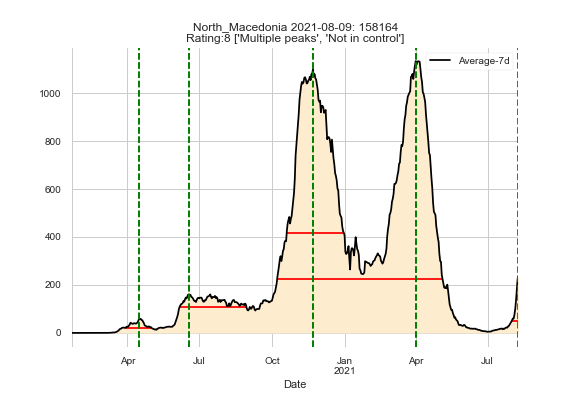 North_Macedonia 2021-08-09: 158164
Rating:8 ['Multiple peaks', 'Not in control']
Average-7d
1000
800
600
400
200
0
Apr Jul Oct Jan Apr Jul
2021
Date